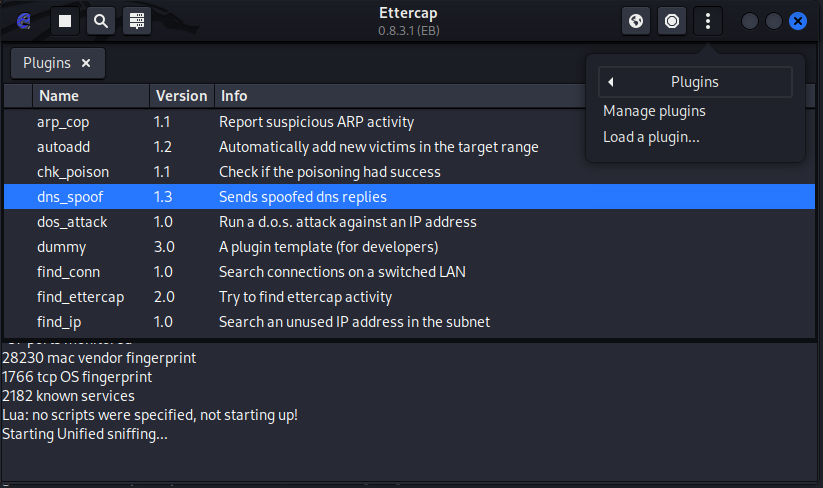 Ettercap
0.8.3.1 (EB)
Plugins ×
Name Version Info
arp_cop 1.1 Report suspicious ARP activity
autoadd 1.2 Automatically add new victims in the target range
chk_poison 1.1 Check if the poisoning had success
dns_spoof 1.3 Sends spoofed dns replies
dos_attack 1.0 Run a d.o.s. attack against an IP address
dummy 3.0 A plugin template (for developers)
find_conn 1.0 Search connections on a switched LAN
find_ettercap 2.0 Try to find ettercap activity
find_ip 1.0 Search an unused IP address in the subnet
Plugins
Manage plugins
Load a plugin...
ports monitored
28230 mac vendor fingerprint
1766 tcp OS fingerprint
2182 known services
Lua: no scripts were specified, not starting up!
Starting Unified sniffing...